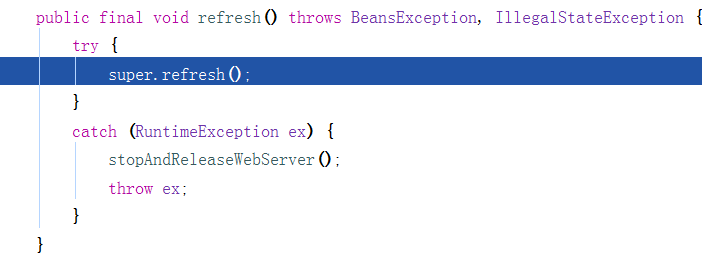 public final void refresh() throws BeansException, IllegalStateException {
try {
super.refresh();
}
catch (RuntimeException ex) {
stopAndReleaseWebServer();
throw ex;
}
}